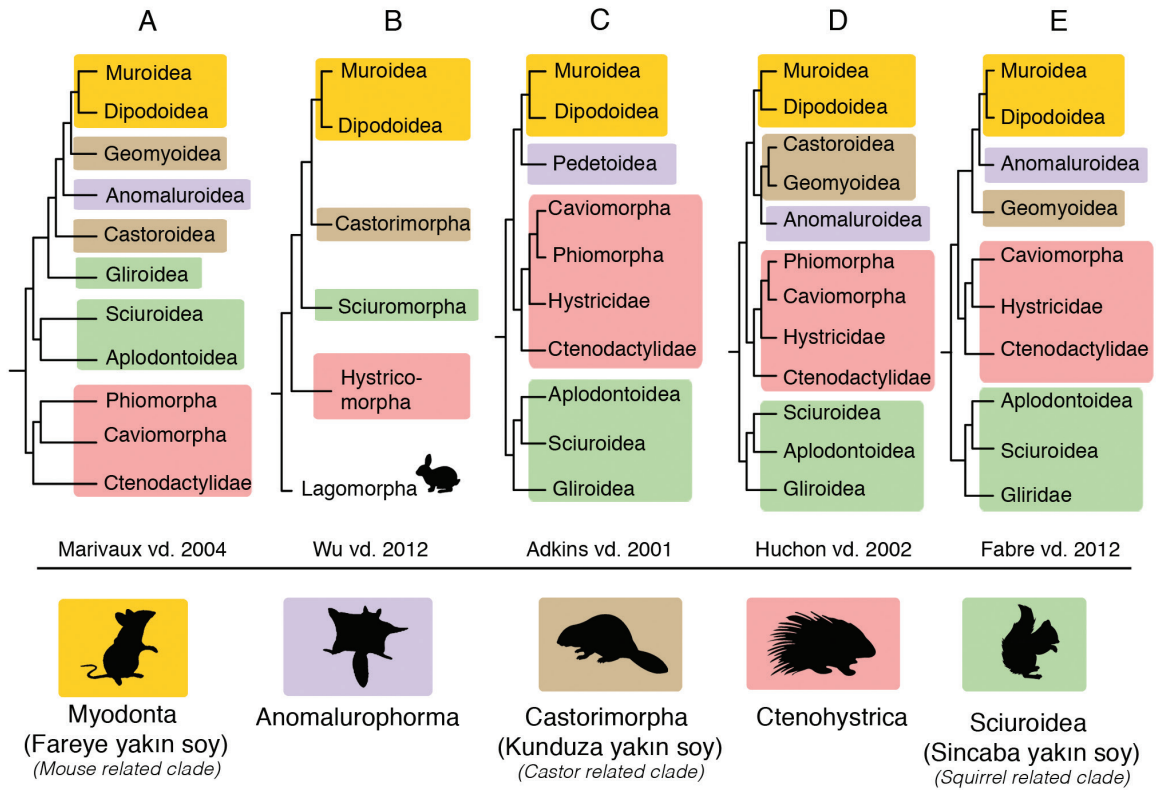 A
B
C
D
E
Muroidea
Dipodoidea
Geomyoidea
Anomaluroidea
Castoroidea
Gliroidea
Sciuroidea
Aplodontoidea
Phiomorpha
Caviomorpha
Ctenodactylidae
Marivaux vd. 2004
Muroidea
Dipodoidea
Castorimorpha
Sciuromorpha
Hystrico-
morpha
Lagomorpha
Wu vd. 2012
Muroidea
Dipodoidea
Pedetoidea
Caviomorpha
Phiomorpha
Hystricidae
Ctenodactylidae
Aplodontoidea
Sciuroidea
Gliroidea
Adkins vd. 2001
Muroidea
Dipodoidea
Castoroidea
Geomyoidea
Anomaluroidea
Phiomorpha
Caviomorpha
Hystricidae
Ctenodactylidae
Sciuroidea
Aplodontoidea
Gliroidea
Huchon vd. 2002
Muroidea
Dipodoidea
Anomaluroidea
Geomyoidea
Caviomorpha
Hystricidae
Ctenodactylidae
Aplodontoidea
Sciuroidea
Gliridae
Fabre vd. 2012
Myodonta
(Fareye yakın soy)
(Mouse related clade)
Anomalurophorma
Castorimorpha
(Kunduza yakın soy)
(Castor related clade)
Ctenohystrica
Sciuroidea
(Sincaba yakın soy)
(Squirrel related clade)